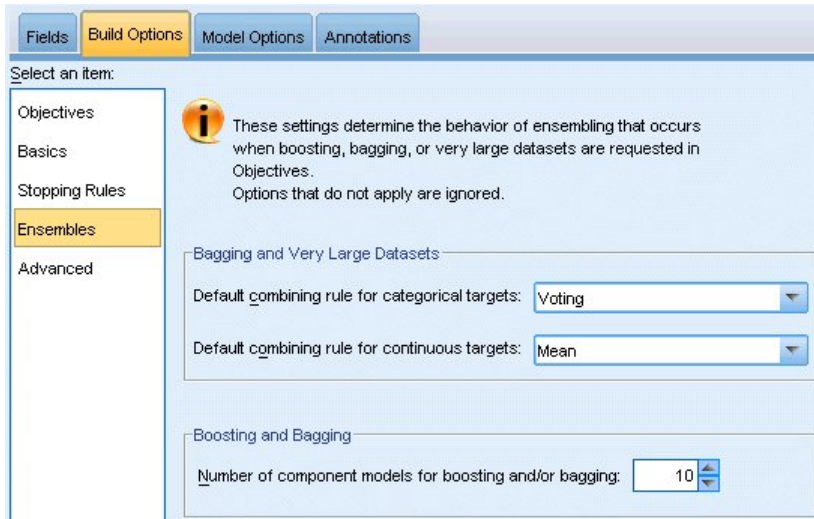 Fields
Build Options
Model Options
Annotations
Select an item:
Objectives
Basics
Stopping Rules
Ensembles
Advanced
These settings determine the behavior of ensembling that occurs
when boosting, bagging, or very large datasets are requested in
Objectives.
Options that do not apply are ignored.
Bagging and Very Large Datasets
Default combining rule for categorical targets: Voting
Default combining rule for continuous targets: Mean
Boosting and Bagging
Number of component models for boosting and/or bagging: 10